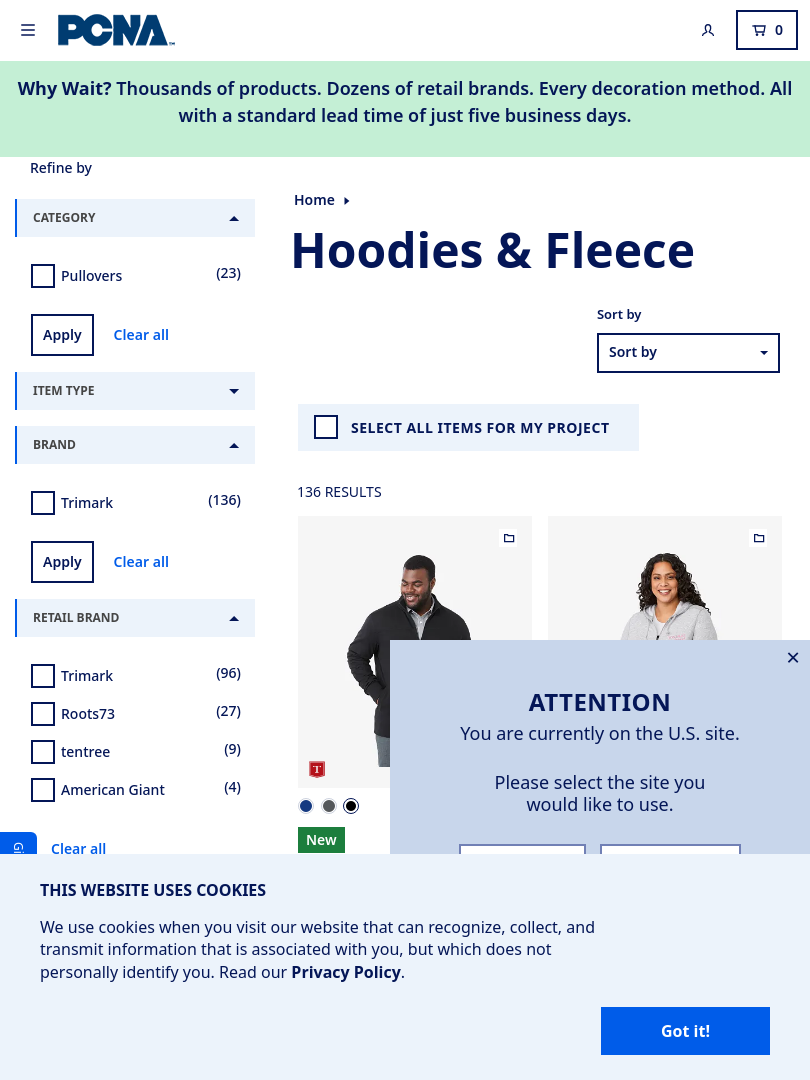 PCNA
0
Why Wait? Thousands of products. Dozens of retail brands. Every decoration method. All
with a standard lead time of just five business days.
Refine by
CATEGORY
Pullovers (23)
Apply Clear all
ITEM TYPE
BRAND
Trimark (136)
Apply Clear all
RETAIL BRAND
Trimark (96)
Roots73 (27)
tentree (9)
American Giant (4)
Clear all
Home
Hoodies & Fleece
Sort by
Sort by
SELECT ALL ITEMS FOR MY PROJECT
136 RESULTS
T
New
ATTENTION
You are currently on the U.S. site.
Please select the site you
would like to use.
THIS WEBSITE USES COOKIES
We use cookies when you visit our website that can recognize, collect, and
transmit information that is associated with you, but which does not
personally identify you. Read our Privacy Policy.
Got it!